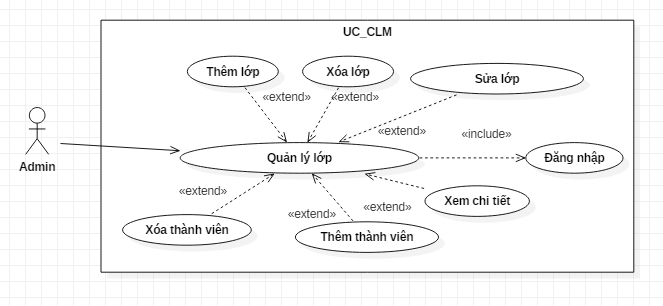 UC_CLM
Thêm lớp
Xóa lớp
Sửa lớp
«extend»
«extend»
«extend»
«include»
Admin
Quản lý lớp
Đăng nhập
«extend»
«extend»
«extend»
Xem chi tiết
Xóa thành viên
Thêm thành viên